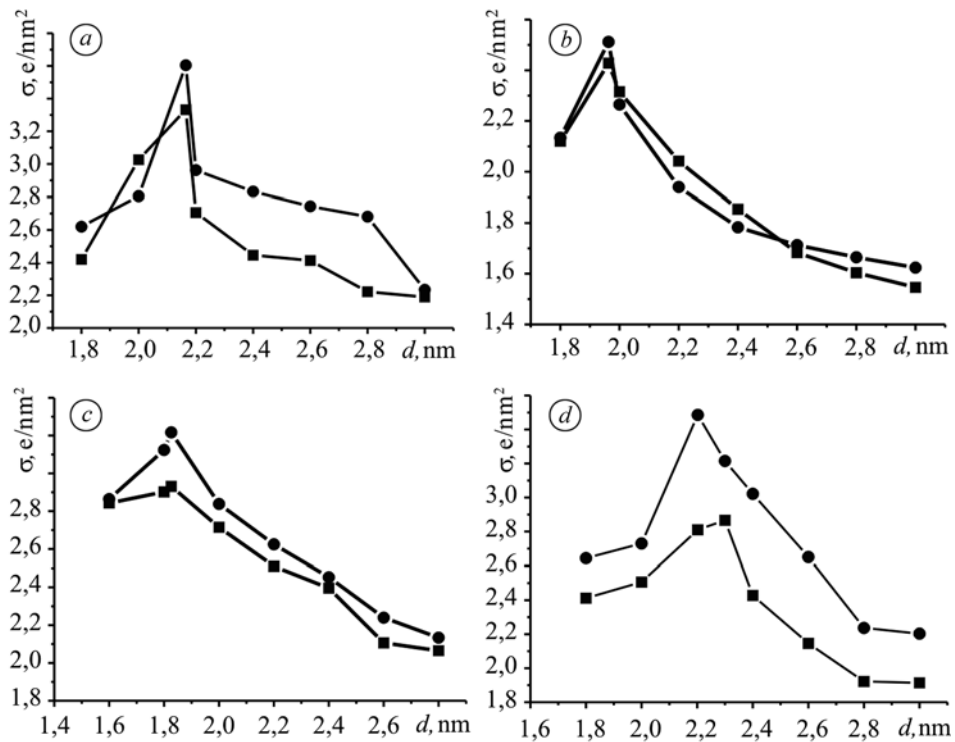 a
σ, e/nm²
3,2
3,0
2,8
2,6
2,4
2,2
2,0
1,8 2,0 2,2 2,4 2,6 2,8 d, nm
b
σ, e/nm²
2,2
2,0
1,8
1,6
1,4
1,8 2,0 2,2 2,4 2,6 2,8 d, nm
c
σ, e/nm²
2,8
2,6
2,4
2,2
2,0
1,8
1,4 1,6 1,8 2,0 2,2 2,4 2,6 d, nm
d
σ, e/nm²
3,0
2,8
2,6
2,4
2,2
2,0
1,8
1,6 1,8 2,0 2,2 2,4 2,6 2,8 d, nm